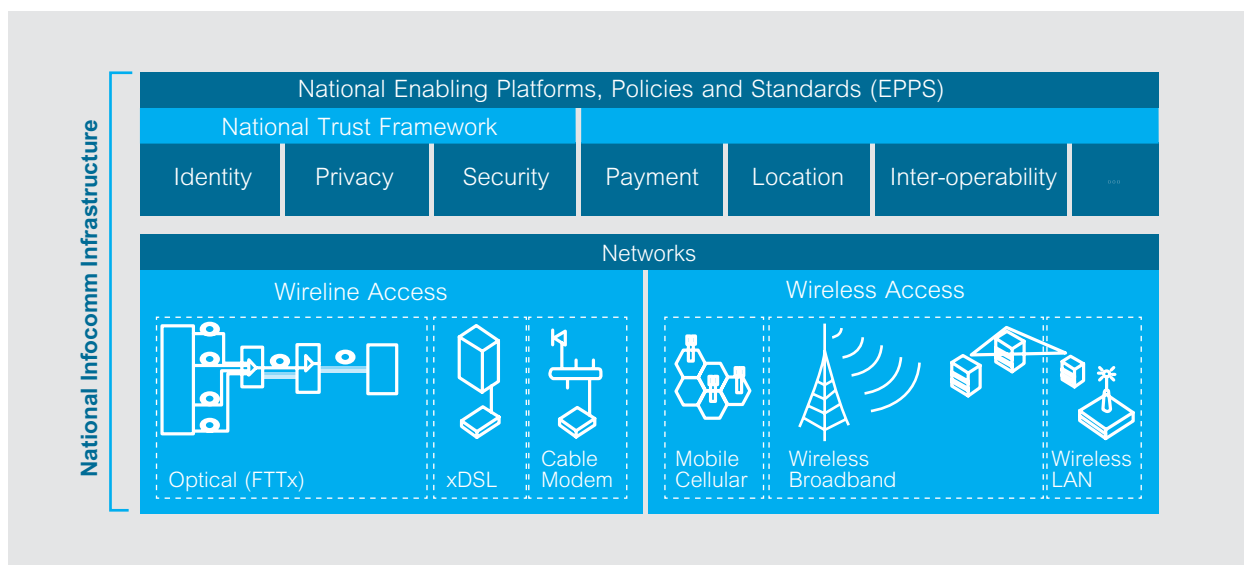 National Infocomm Infrastructure
National Enabling Platforms, Policies and Standards (EPPS)
National Trust Framework
Identity
Privacy
Security
Payment
Location
Inter-operability
...
Networks
Wireline Access
Optical (FTTx)
xDSL
Cable
Modem
Wireless Access
Mobile
Cellular
Wireless
Broadband
Wireless
LAN